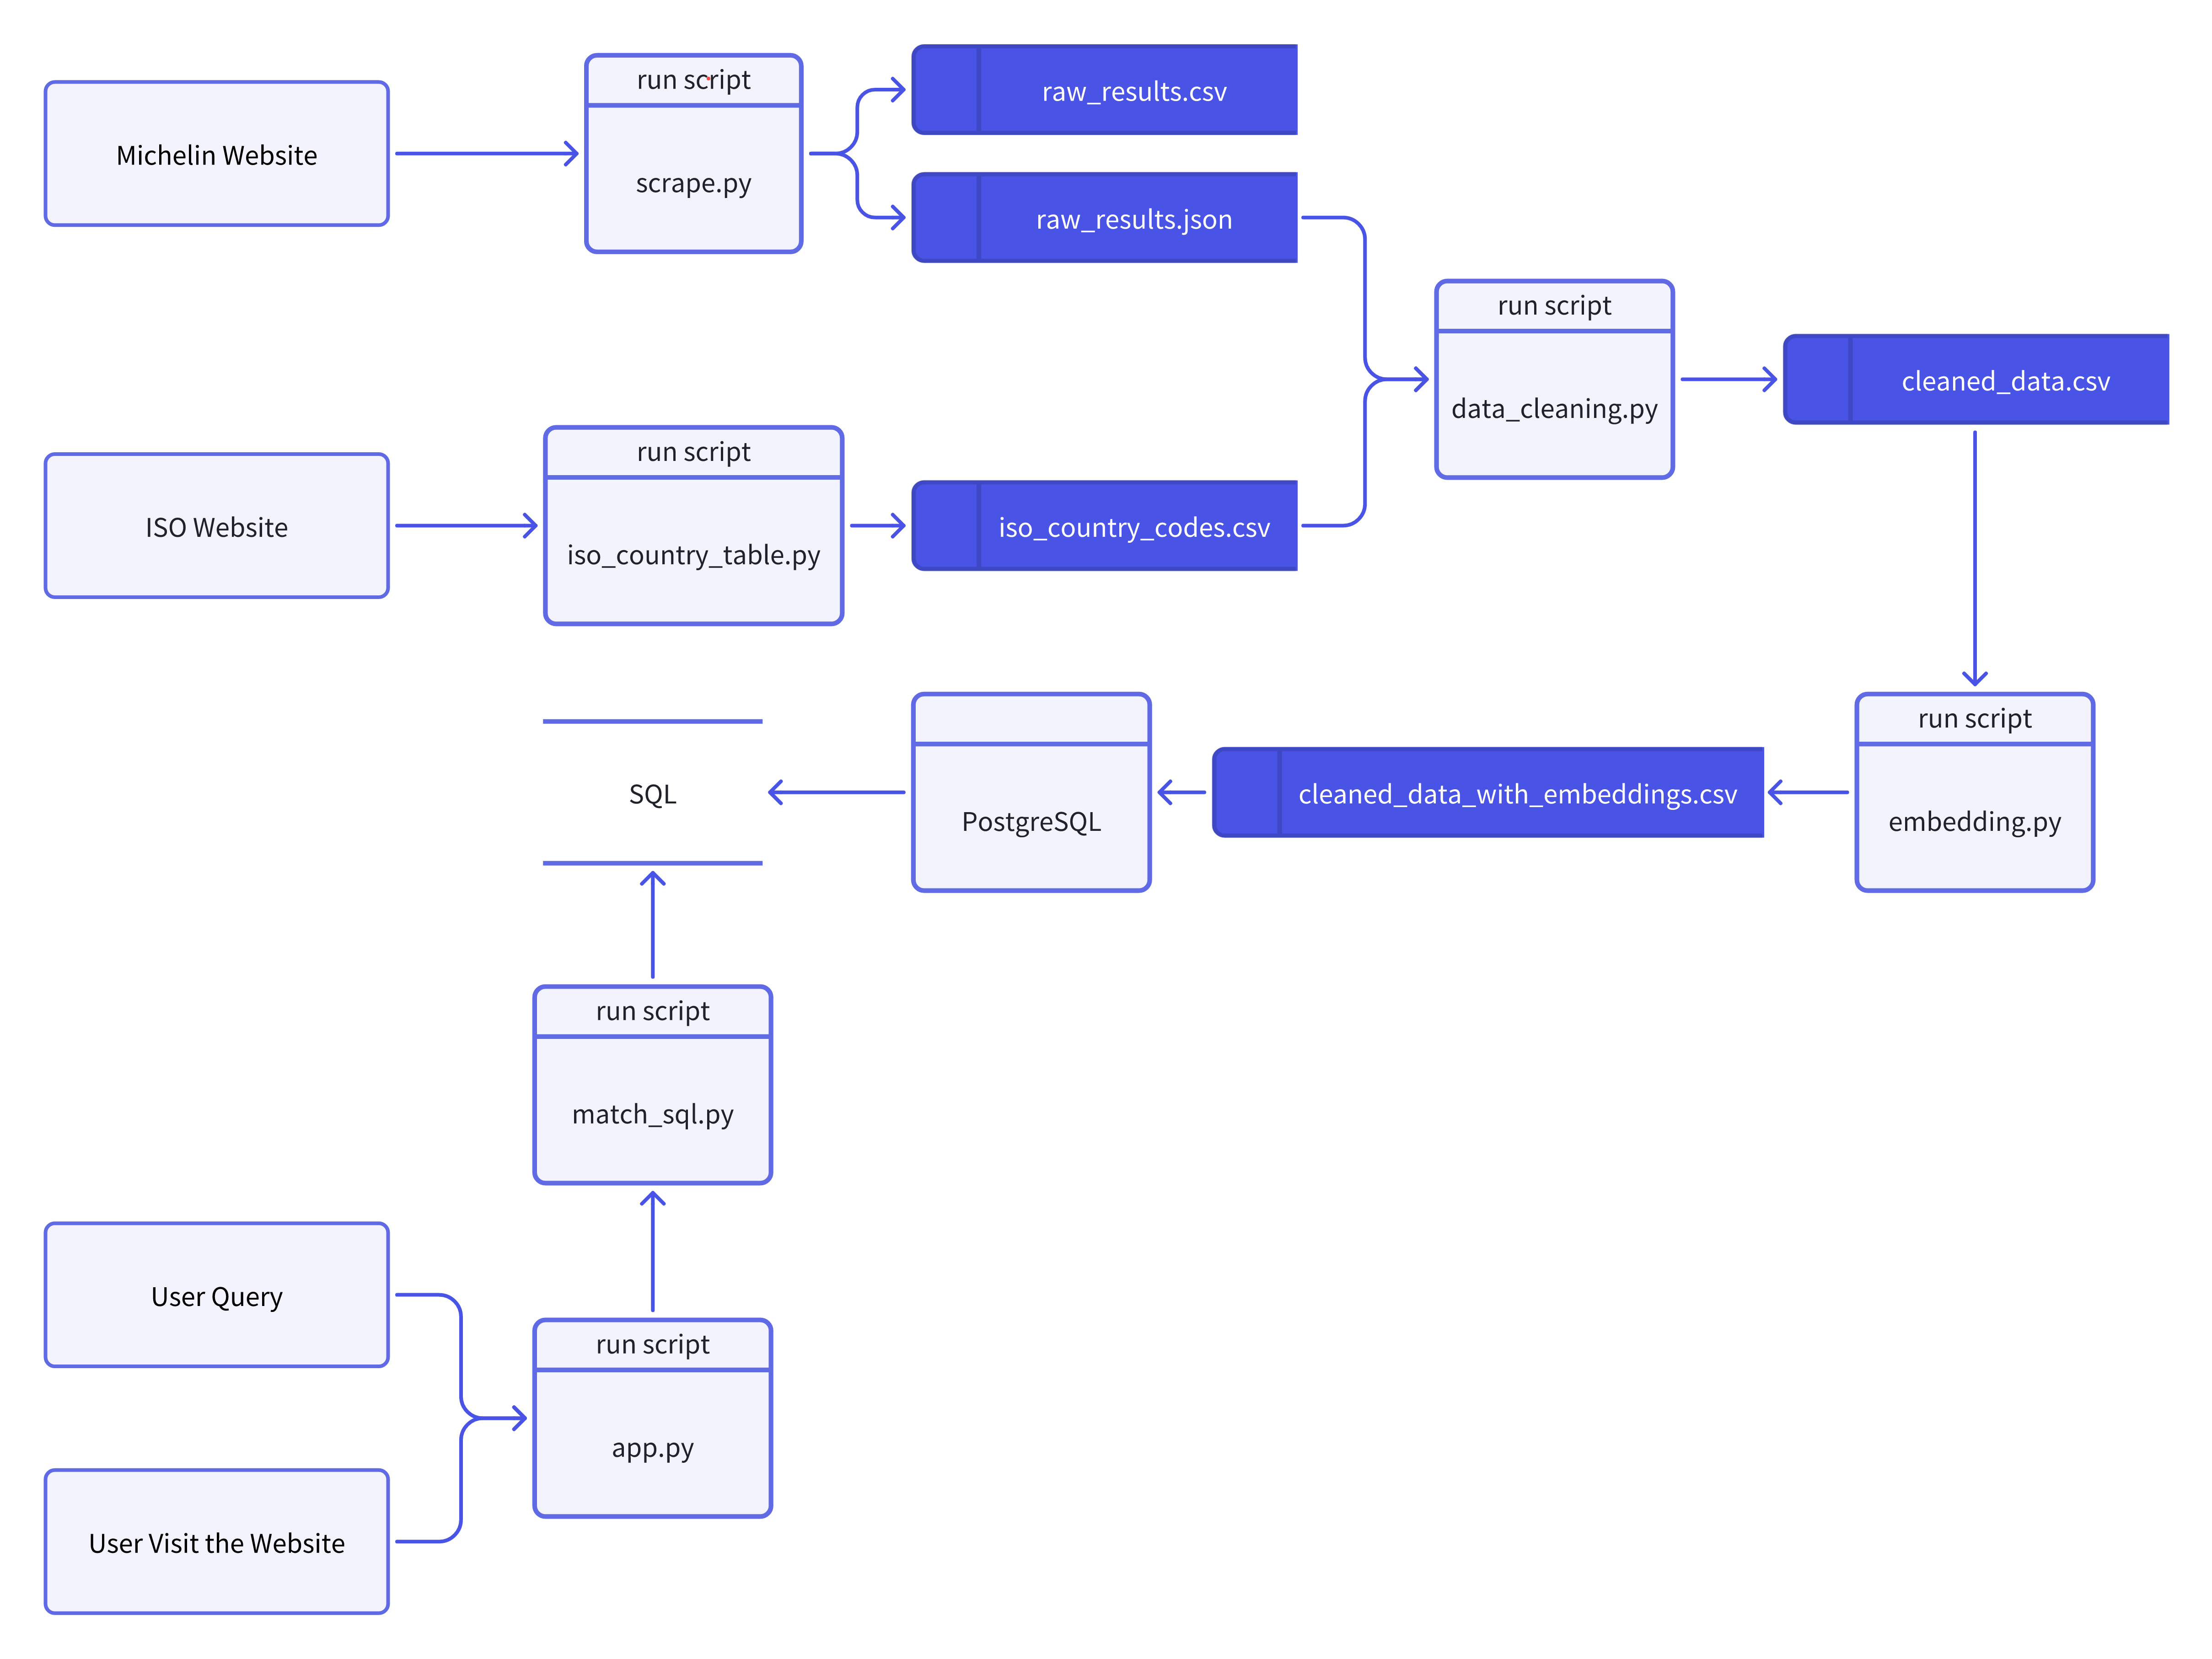 Michelin Website
run script
scrape.py
raw_results.csv
raw_results.json
run script
data_cleaning.py
cleaned_data.csv
ISO Website
run script
iso_country_table.py
iso_country_codes.csv
SQL
PostgreSQL
cleaned_data_with_embeddings.csv
run script
embedding.py
run script
match_sql.py
User Query
run script
app.py
User Visit the Website